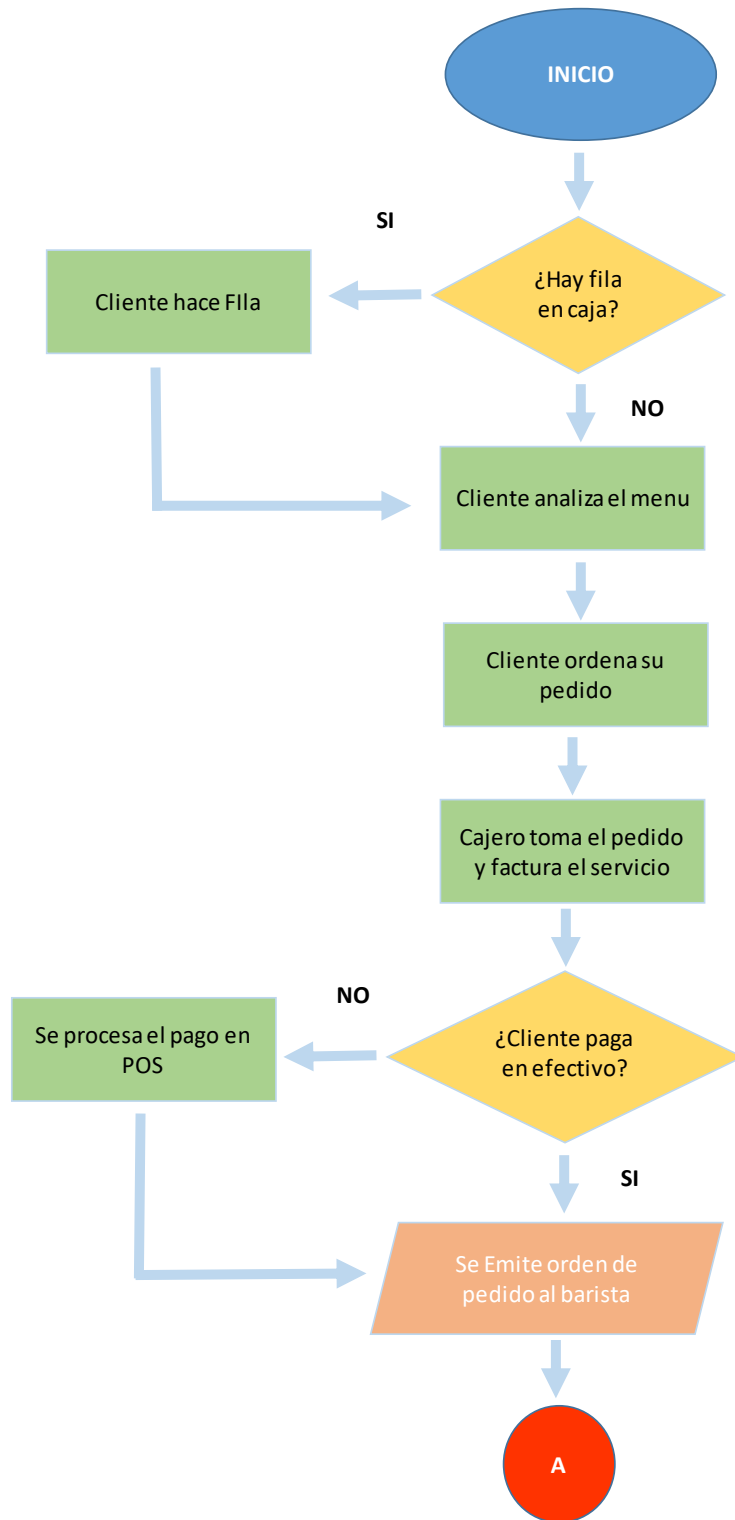 INICIO
SI
¿Hay fila
en caja?
Cliente hace FIla
NO
Cliente analiza el menu
Cliente ordena su
pedido
Cajero toma el pedido
y factura el servicio
NO
¿Cliente paga
en efectivo?
Se procesa el pago en
POS
SI
Se Emite orden de
pedido al barista
A